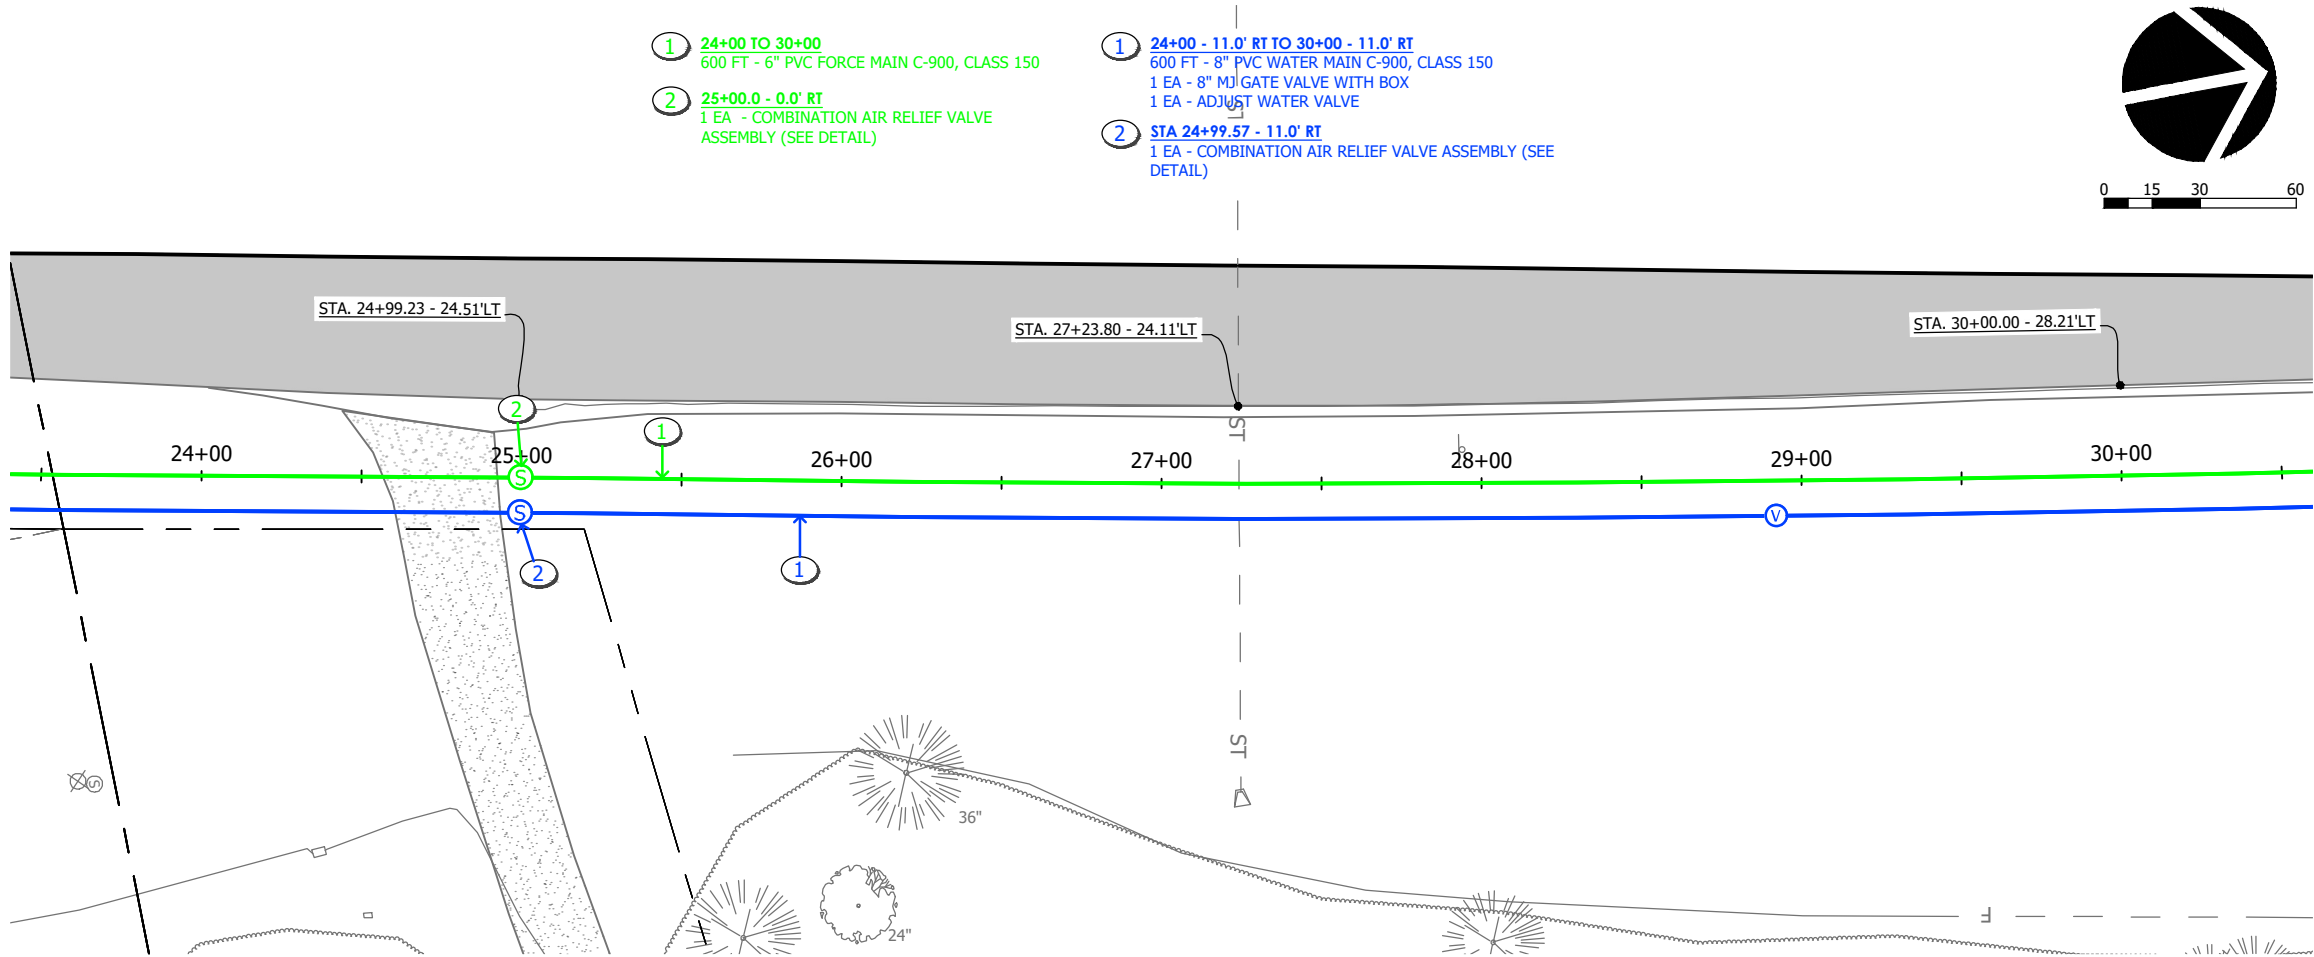 1 24+00 TO 30+00
600 FT - 6" PVC FORCE MAIN C-900, CLASS 150
2 25+00.0 - 0.0' RT
1 EA - COMBINATION AIR RELIEF VALVE
ASSEMBLY (SEE DETAIL)
1 24+00 - 11.0' RT TO 30+00 - 11.0' RT
600 FT - 8" PVC WATER MAIN C-900, CLASS 150
1 EA - 8" MJ GATE VALVE WITH BOX
1 EA - ADJUST WATER VALVE
2 STA 24+99.57 - 11.0' RT
1 EA - COMBINATION AIR RELIEF VALVE ASSEMBLY (SEE
DETAIL)
ST
0 15 30 60
STA. 24+99.23 - 24.51'LT
STA. 27+23.80 - 24.11'LT
STA. 30+00.00 - 28.21'LT
2
1
ST
24+00 25+00 26+00 27+00 28+00 29+00 30+00
S
S
V
2
1
ST
S
36"
24"
F